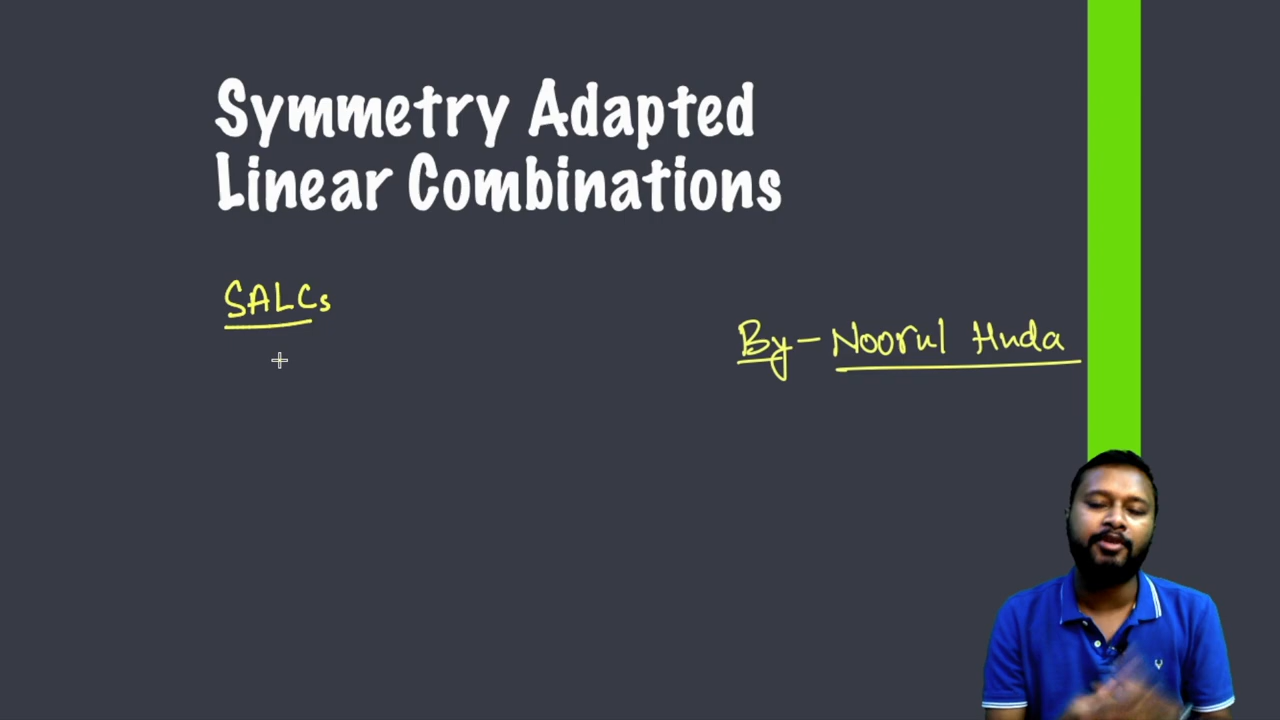 Symmetry Adapted
Linear Combinations
SALCs
By - Noorul Huda